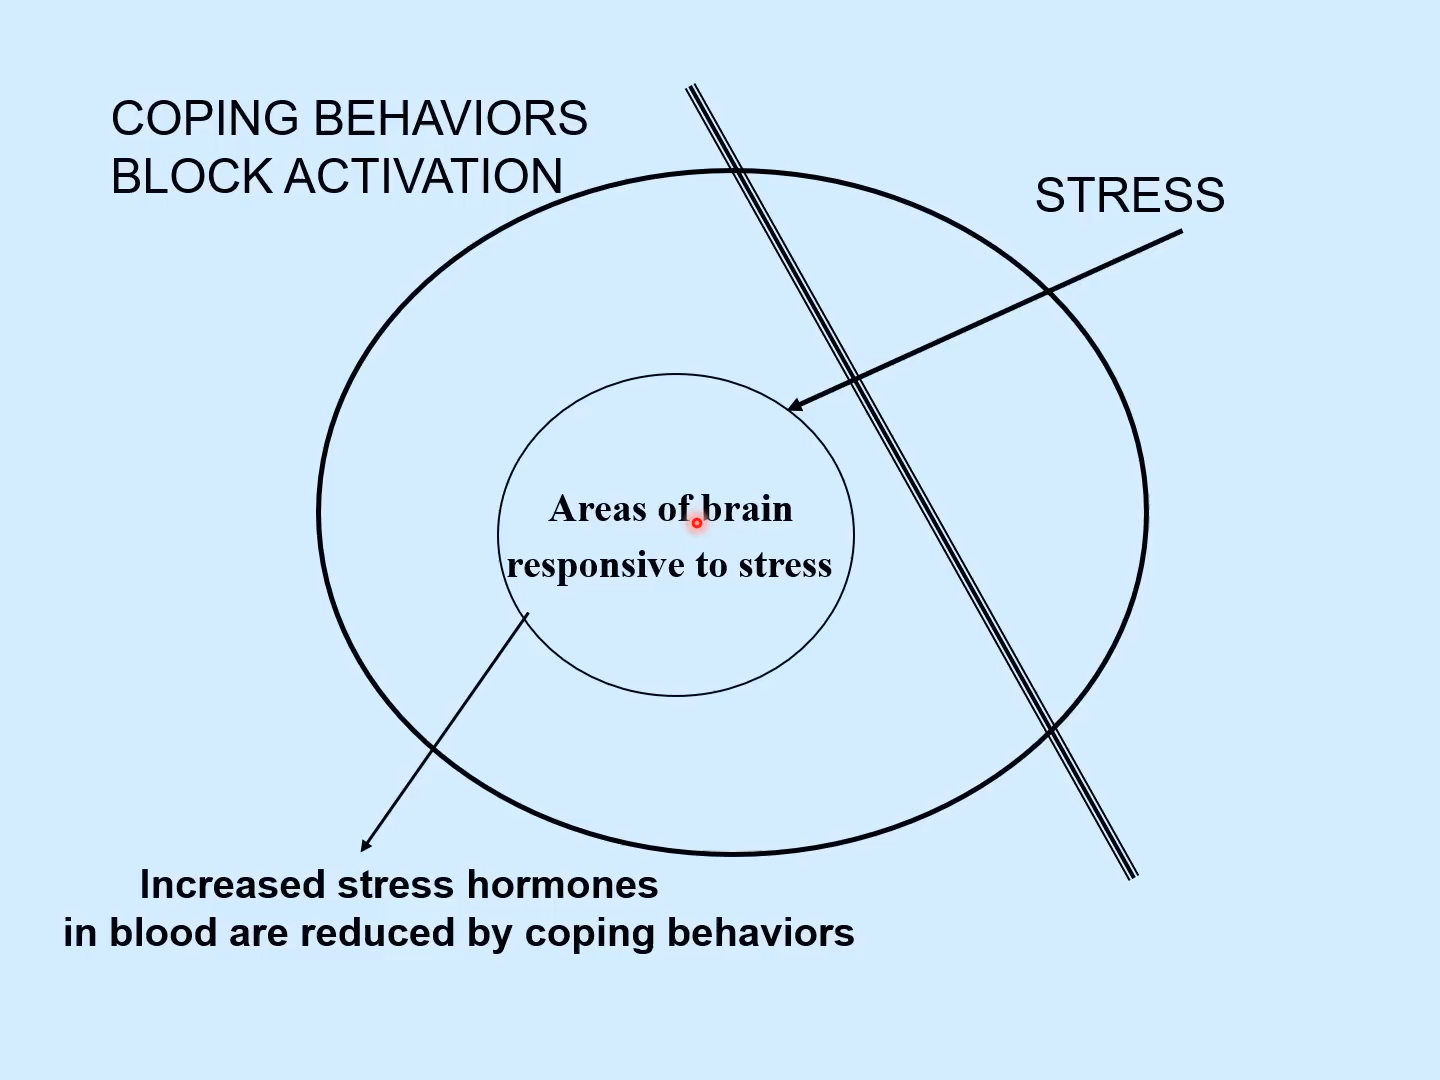 COPING BEHAVIORS
BLOCK ACTIVATION
STRESS
Areas of brain
responsive to stress
Increased stress hormones
in blood are reduced by coping behaviors